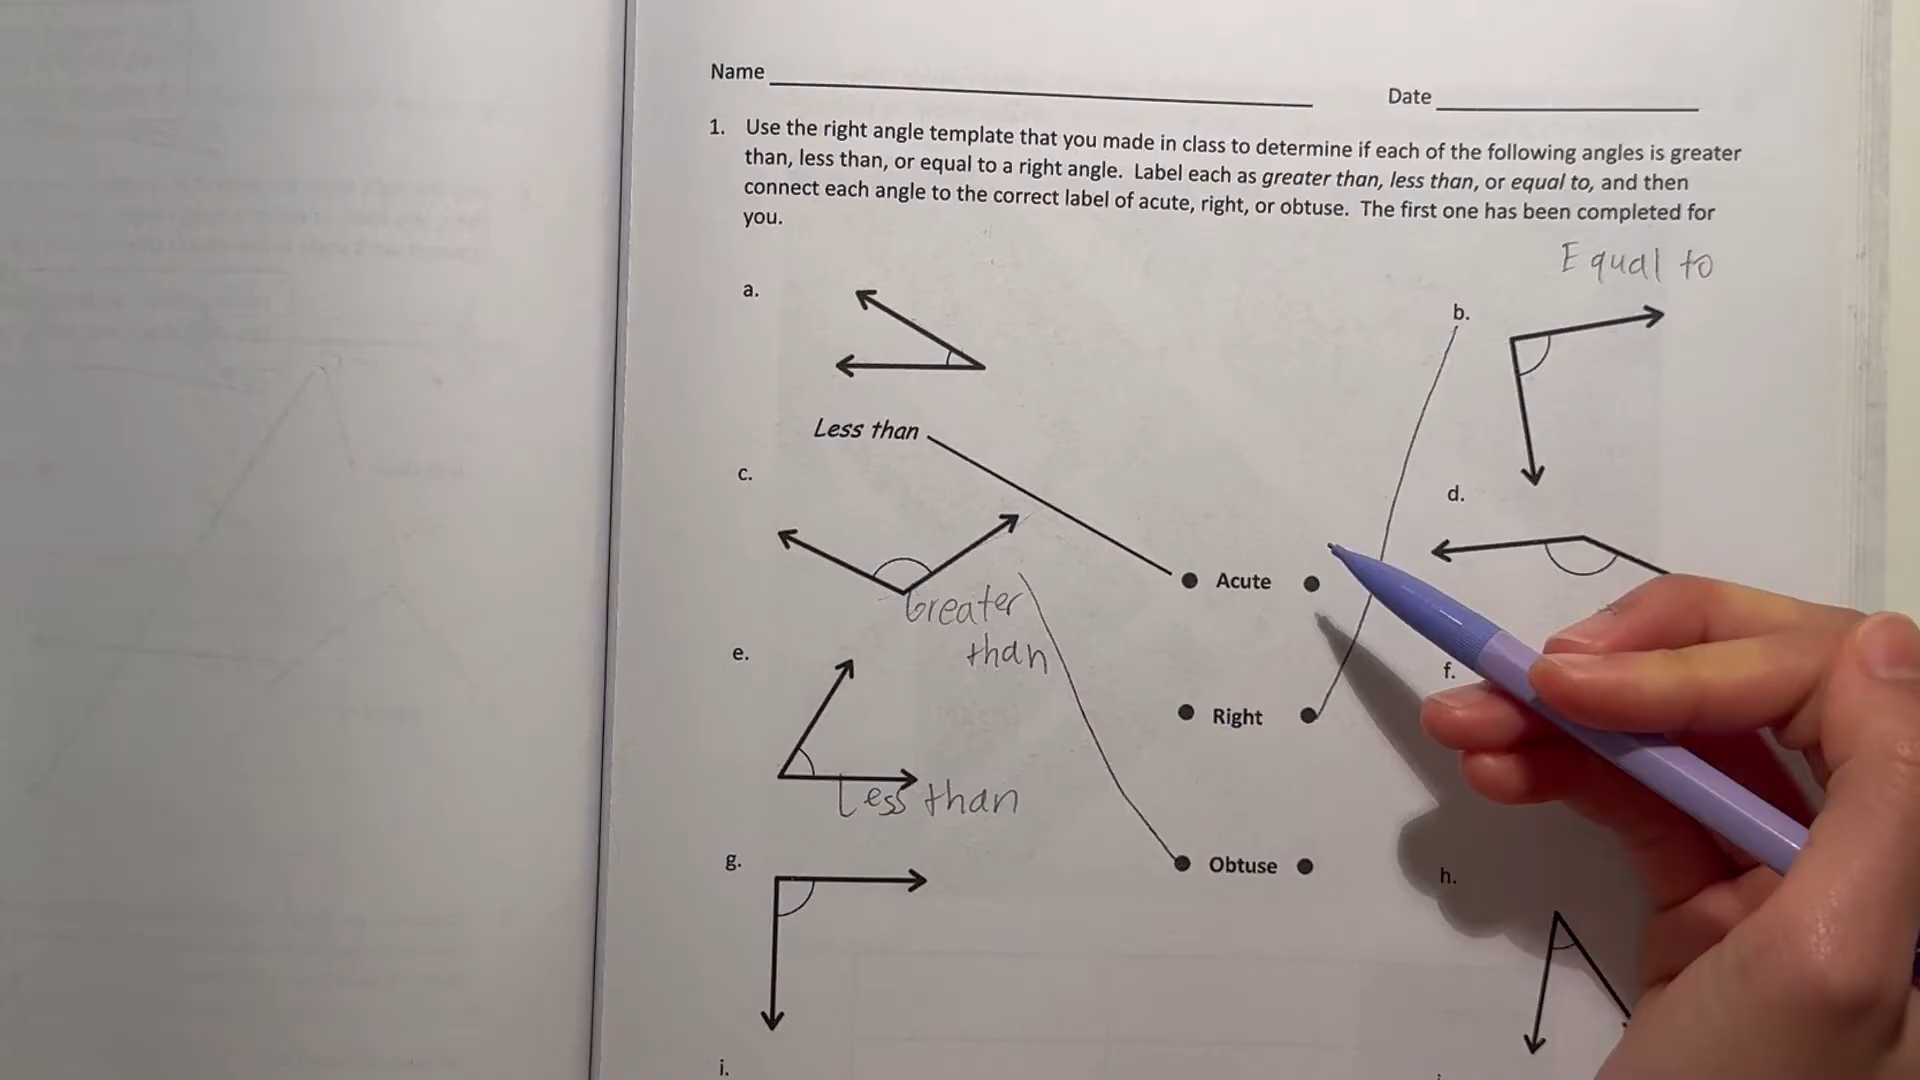 Name
Date
1. Use the right angle template that you made in class to determine if each of the following angles is greater
than, less than, or equal to a right angle. Label each as greater than, less than, or equal to, and then
connect each angle to the correct label of acute, right, or obtuse. The first one has been completed for
you.
Equal to
a.
b.
Less than
c.
d.
Acute
Greater
than
e.
f.
Right
Less than
g.
Obtuse
h.
i.